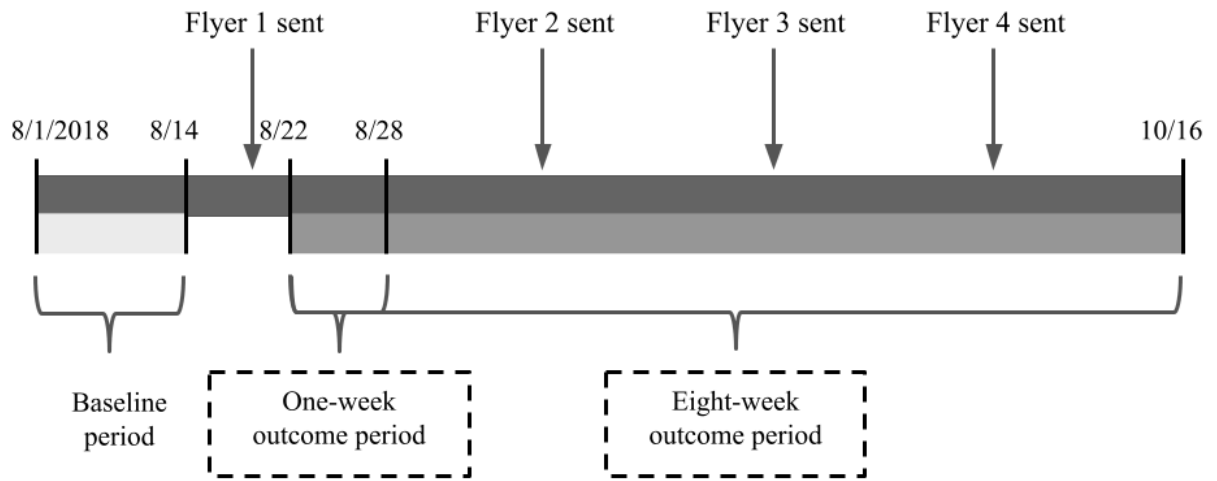 Flyer 1 sent
Flyer 2 sent
Flyer 3 sent
Flyer 4 sent
8/1/2018
8/14
8/22
8/28
10/16
Baseline
period
One-week
outcome period
Eight-week
outcome period